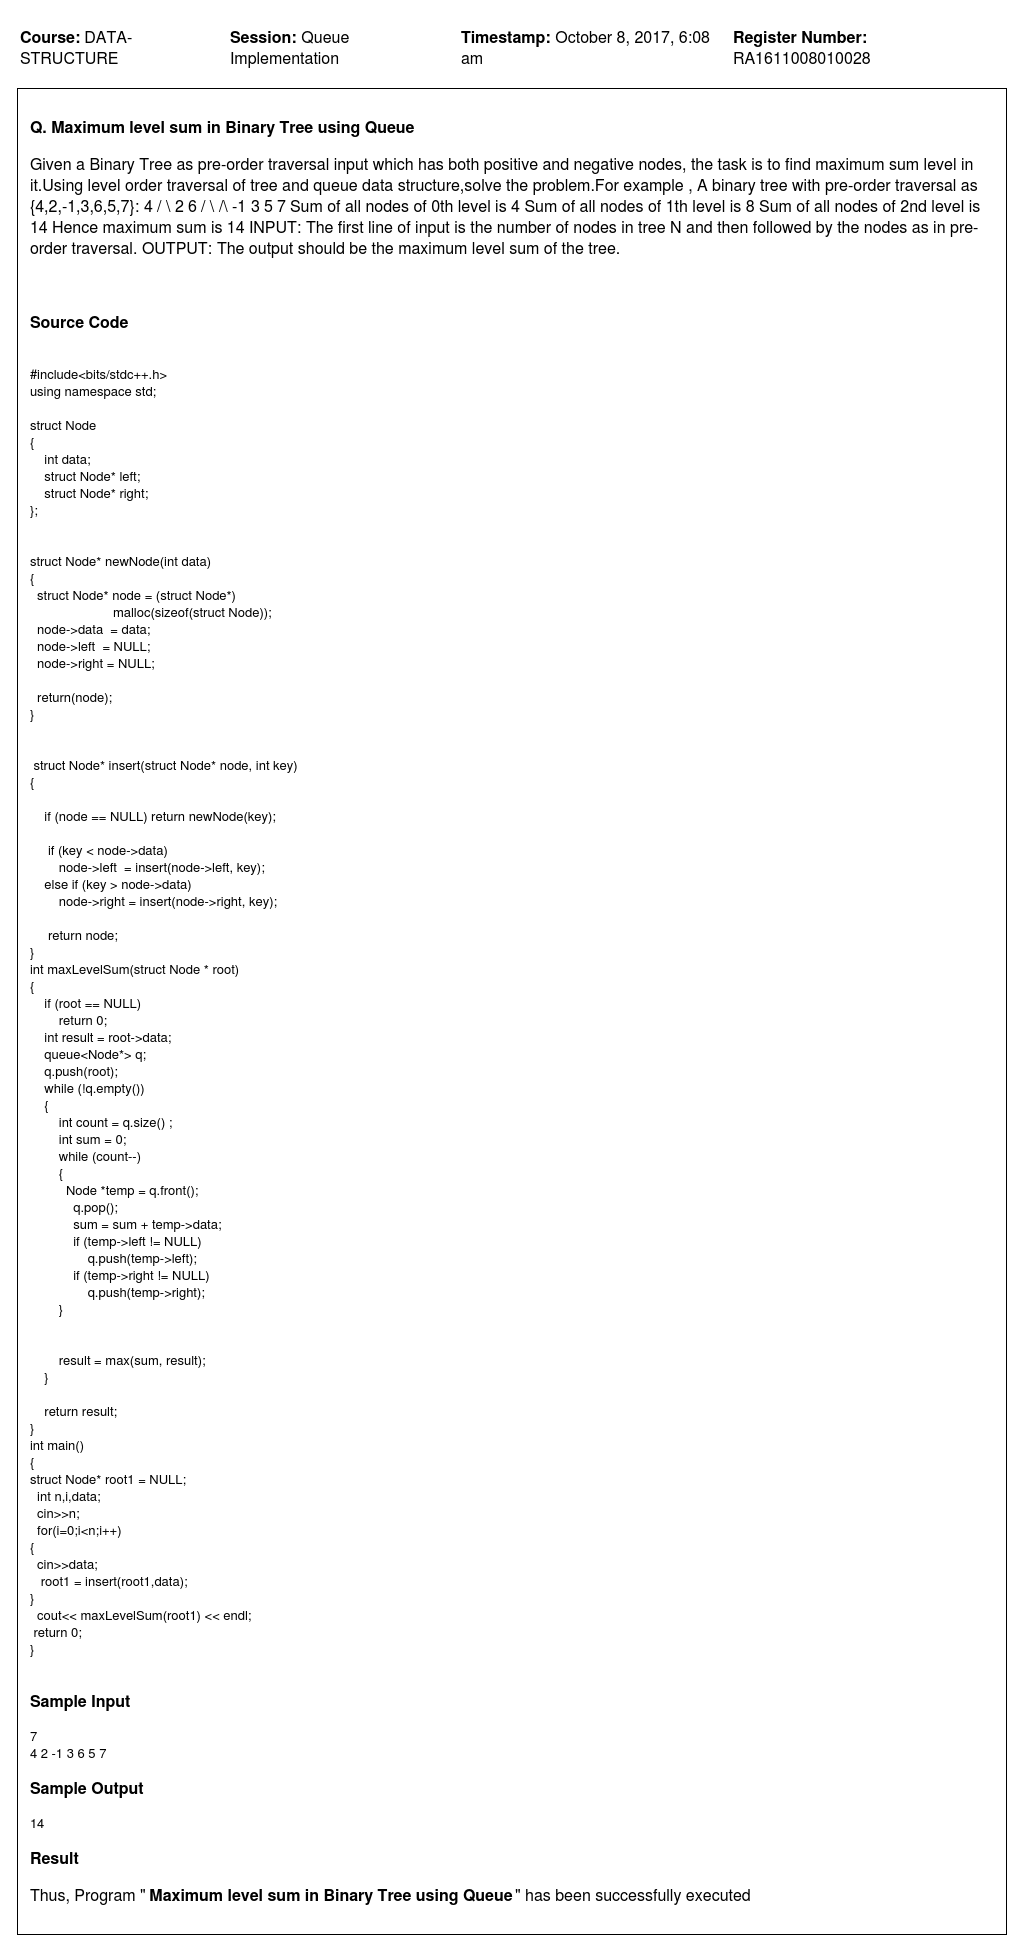 Course: DATA-STRUCTURE
Session: Queue Implementation
Timestamp: October 8, 2017, 6:08 am
Register Number: RA1611008010028
Q. Maximum level sum in Binary Tree using Queue
Given a Binary Tree as pre-order traversal input which has both positive and negative nodes, the task is to find maximum sum level in
it.Using level order traversal of tree and queue data structure,solve the problem.For example , A binary tree with pre-order traversal as
{4,2,-1,3,6,5,7}: 4 / \ 2 6 / \ /\ -1 3 5 7 Sum of all nodes of 0th level is 4 Sum of all nodes of 1th level is 8 Sum of all nodes of 2nd level is
14 Hence maximum sum is 14 INPUT: The first line of input is the number of nodes in tree N and then followed by the nodes as in pre-
order traversal. OUTPUT: The output should be the maximum level sum of the tree.
Source Code
#include<bits/stdc++.h>
using namespace std;
struct Node
{
int data;
struct Node* left;
struct Node* right;
};
struct Node* newNode(int data)
{
struct Node* node = (struct Node*)
malloc(sizeof(struct Node));
node->data  = data;
node->left  = NULL;
node->right = NULL;
return(node);
}
struct Node* insert(struct Node* node, int key)
{
if (node == NULL) return newNode(key);
if (key < node->data)
node->left  = insert(node->left, key);
else if (key > node->data)
node->right = insert(node->right, key);
return node;
}
int maxLevelSum(struct Node * root)
{
if (root == NULL)
return 0;
int result = root->data;
queue<Node*> q;
q.push(root);
while (!q.empty())
{
int count = q.size() ;
int sum = 0;
while (count--)
{
Node *temp = q.front();
q.pop();
sum = sum + temp->data;
if (temp->left != NULL)
q.push(temp->left);
if (temp->right != NULL)
q.push(temp->right);
}
result = max(sum, result);
}
return result;
}
int main()
{
struct Node* root1 = NULL;
int n,i,data;
cin>>n;
for(i=0;i<n;i++)
{
cin>>data;
root1 = insert(root1,data);
}
cout<< maxLevelSum(root1) << endl;
return 0;
}
Sample Input
7
4 2 -1 3 6 5 7
Sample Output
14
Result
Thus, Program " Maximum level sum in Binary Tree using Queue " has been successfully executed